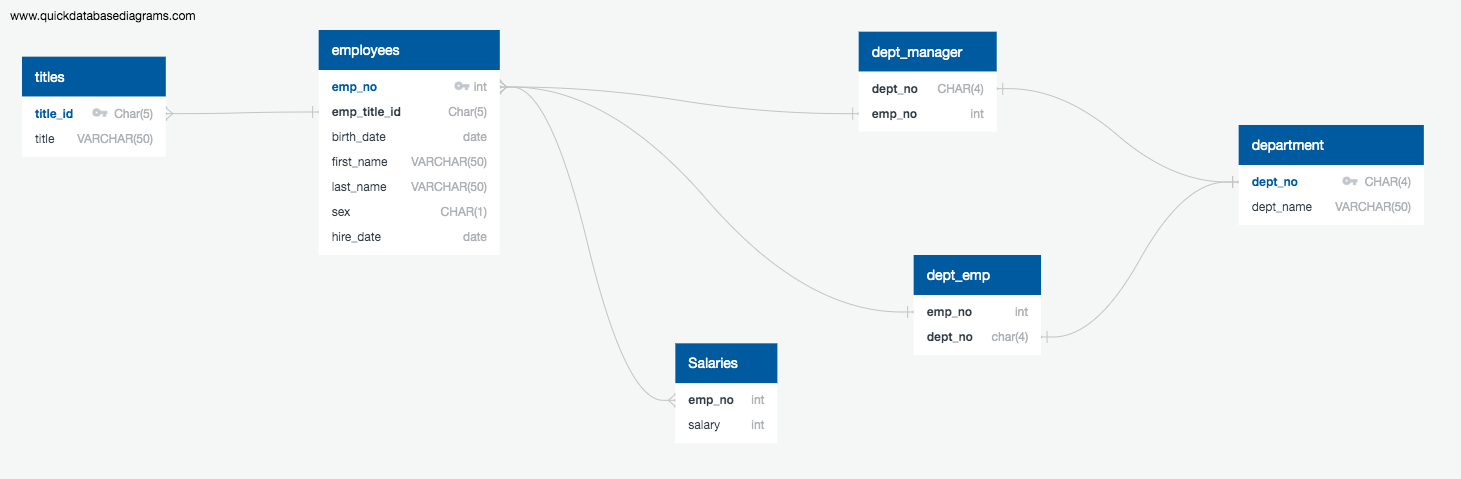 www.quickdatabasediagrams.com
titles
title_id Char(5)
title VARCHAR(50)
employees
emp_no int
emp_title_id Char(5)
birth_date date
first_name VARCHAR(50)
last_name VARCHAR(50)
sex CHAR(1)
hire_date date
dept_manager
dept_no CHAR(4)
emp_no int
department
dept_no CHAR(4)
dept_name VARCHAR(50)
dept_emp
emp_no int
dept_no char(4)
Salaries
emp_no int
salary int